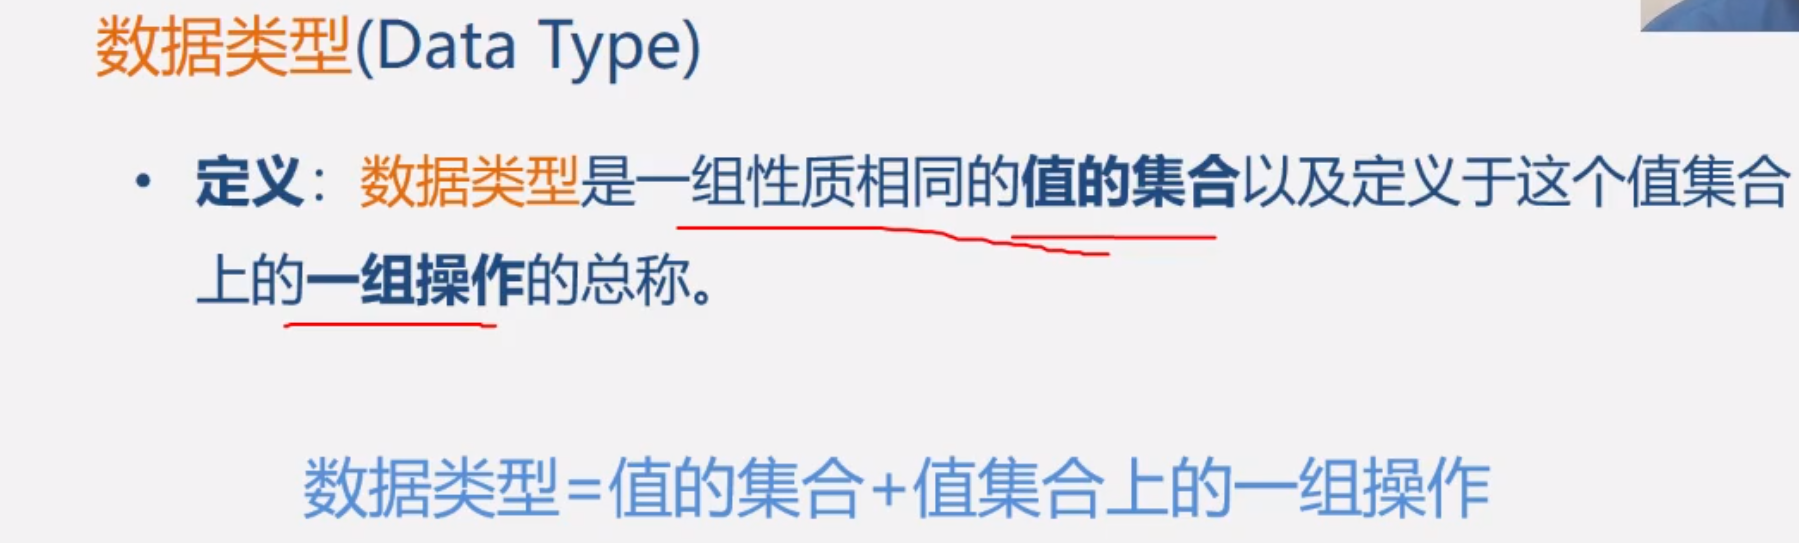 数据类型(Data Type)
• 定义：数据类型是一组性质相同的值的集合以及定义于这个值集合
上的一组操作的总称。
数据类型=值的集合+值集合上的一组操作